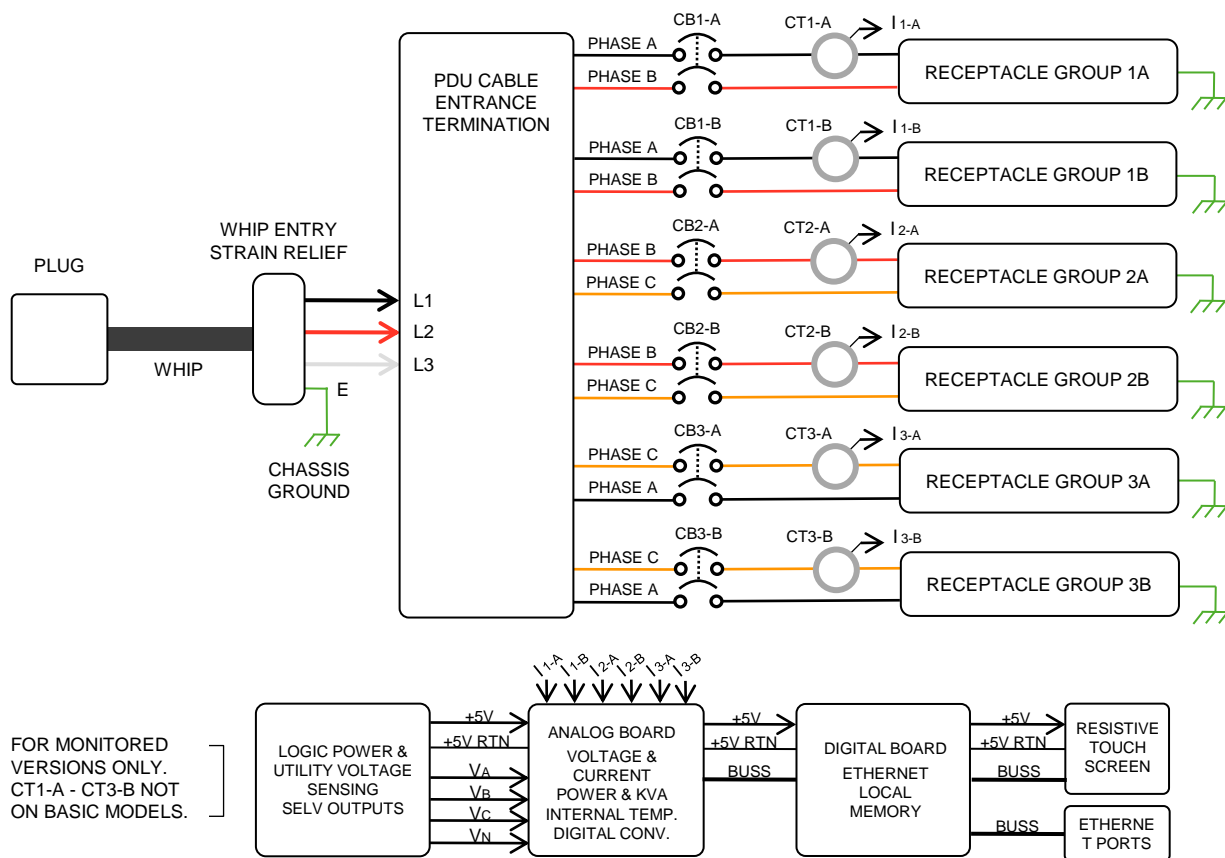 CB1-A
CT1-A
I 1-A
PHASE A
PHASE B
RECEPTACLE GROUP 1A
PDU CABLE
ENTRANCE
TERMINATION
CB1-B
CT1-B
I 1-B
PHASE A
PHASE B
RECEPTACLE GROUP 1B
WHIP ENTRY
STRAIN RELIEF
PLUG
WHIP
L1
L2
L3
E
CHASSIS
GROUND
CB2-A
CT2-A
I 2-A
PHASE B
PHASE C
RECEPTACLE GROUP 2A
CB2-B
CT2-B
I 2-B
PHASE B
PHASE C
RECEPTACLE GROUP 2B
CB3-A
CT3-A
I 3-A
PHASE C
PHASE A
RECEPTACLE GROUP 3A
CB3-B
CT3-B
I 3-B
PHASE C
PHASE A
RECEPTACLE GROUP 3B
I 1-A
I 1-B
I 2-A
I 2-B
I 3-A
I 3-B
FOR MONITORED
VERSIONS ONLY.
CT1-A - CT3-B NOT
ON BASIC MODELS.
LOGIC POWER &
UTILITY VOLTAGE
SENSING
SELV OUTPUTS
+5V
+5V RTN
VA
VB
VC
VN
ANALOG BOARD
VOLTAGE &
CURRENT
POWER & KVA
INTERNAL TEMP.
DIGITAL CONV.
+5V
+5V RTN
BUSS
DIGITAL BOARD
ETHERNET
LOCAL
MEMORY
+5V
+5V RTN
BUSS
RESISTIVE
TOUCH
SCREEN
BUSS
ETHERNE
T PORTS